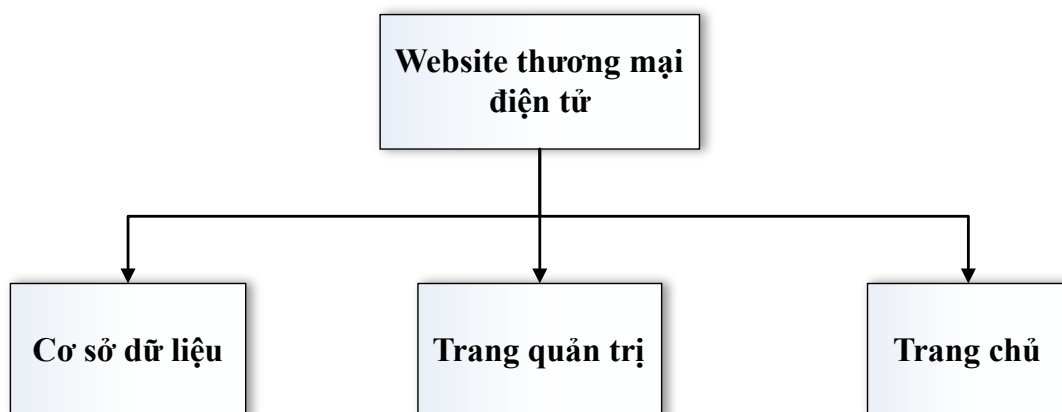 Website thương mại
điện tử
Cơ sở dữ liệu
Trang quản trị
Trang chủ